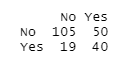 No Yes
No 105 50
Yes 19 40